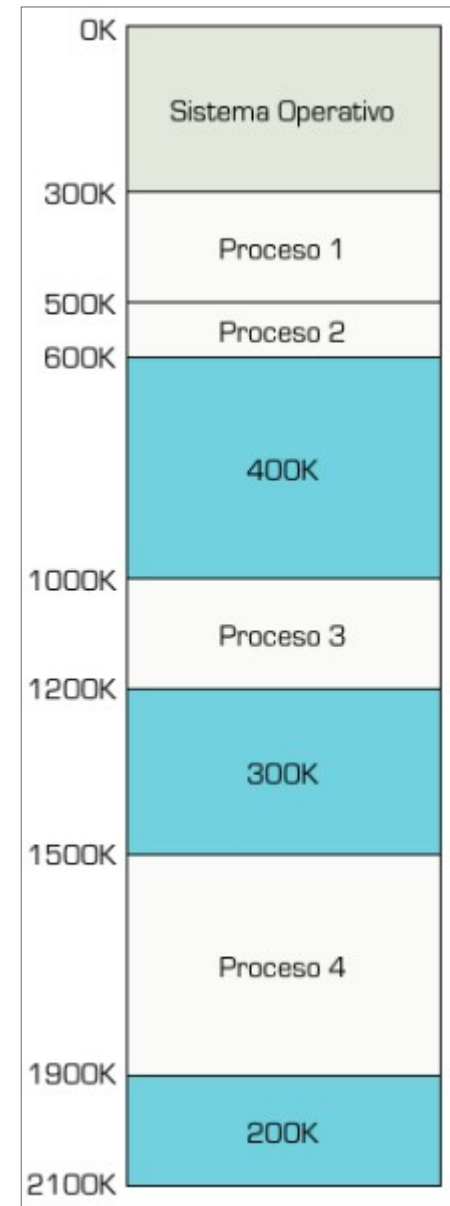 0K
Sistema Operativo
300K
Proceso 1
500K
Proceso 2
600K
400K
1000K
Proceso 3
1200K
300K
1500K
Proceso 4
1900K
200K
2100K